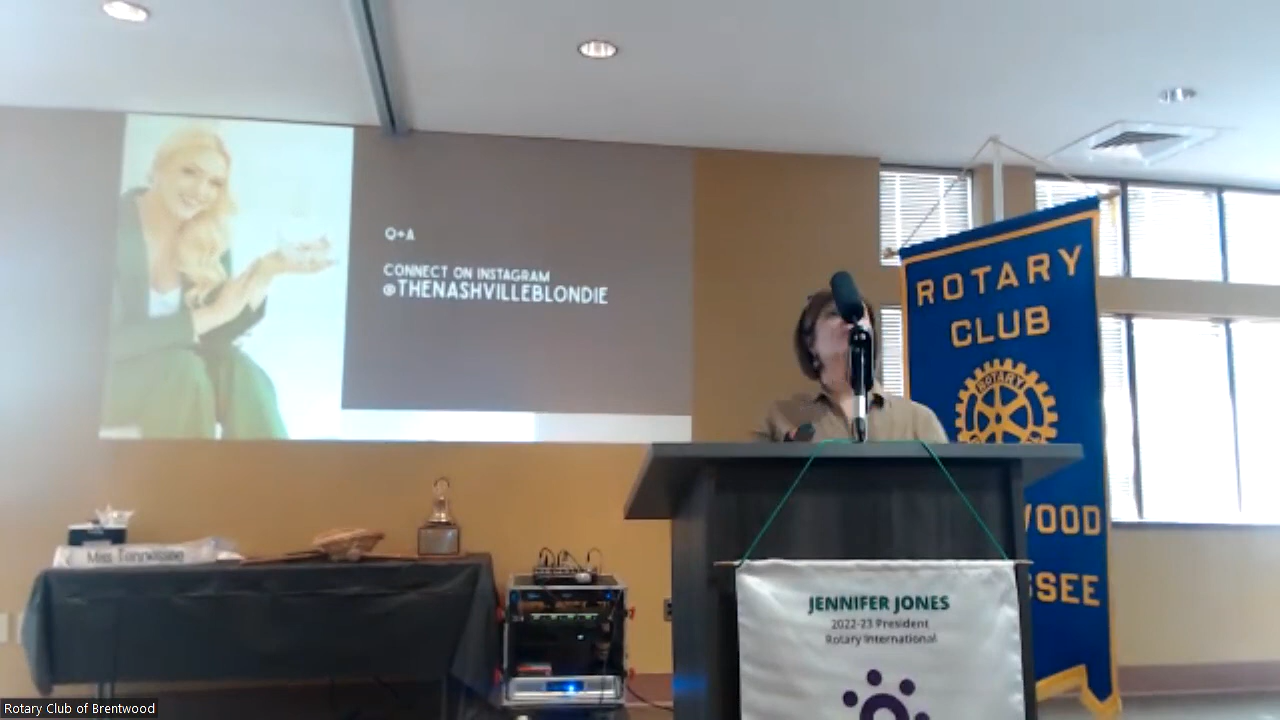 Q+A
CONNECT ON INSTAGRAM
@THENASHVILLEBLONDIE
ROTARY
CLUB
ROTARY
WOOD
SSEE
Miss Tennessee
JENNIFER JONES
2022-23 President
Rotary International
Rotary Club of Brentwood